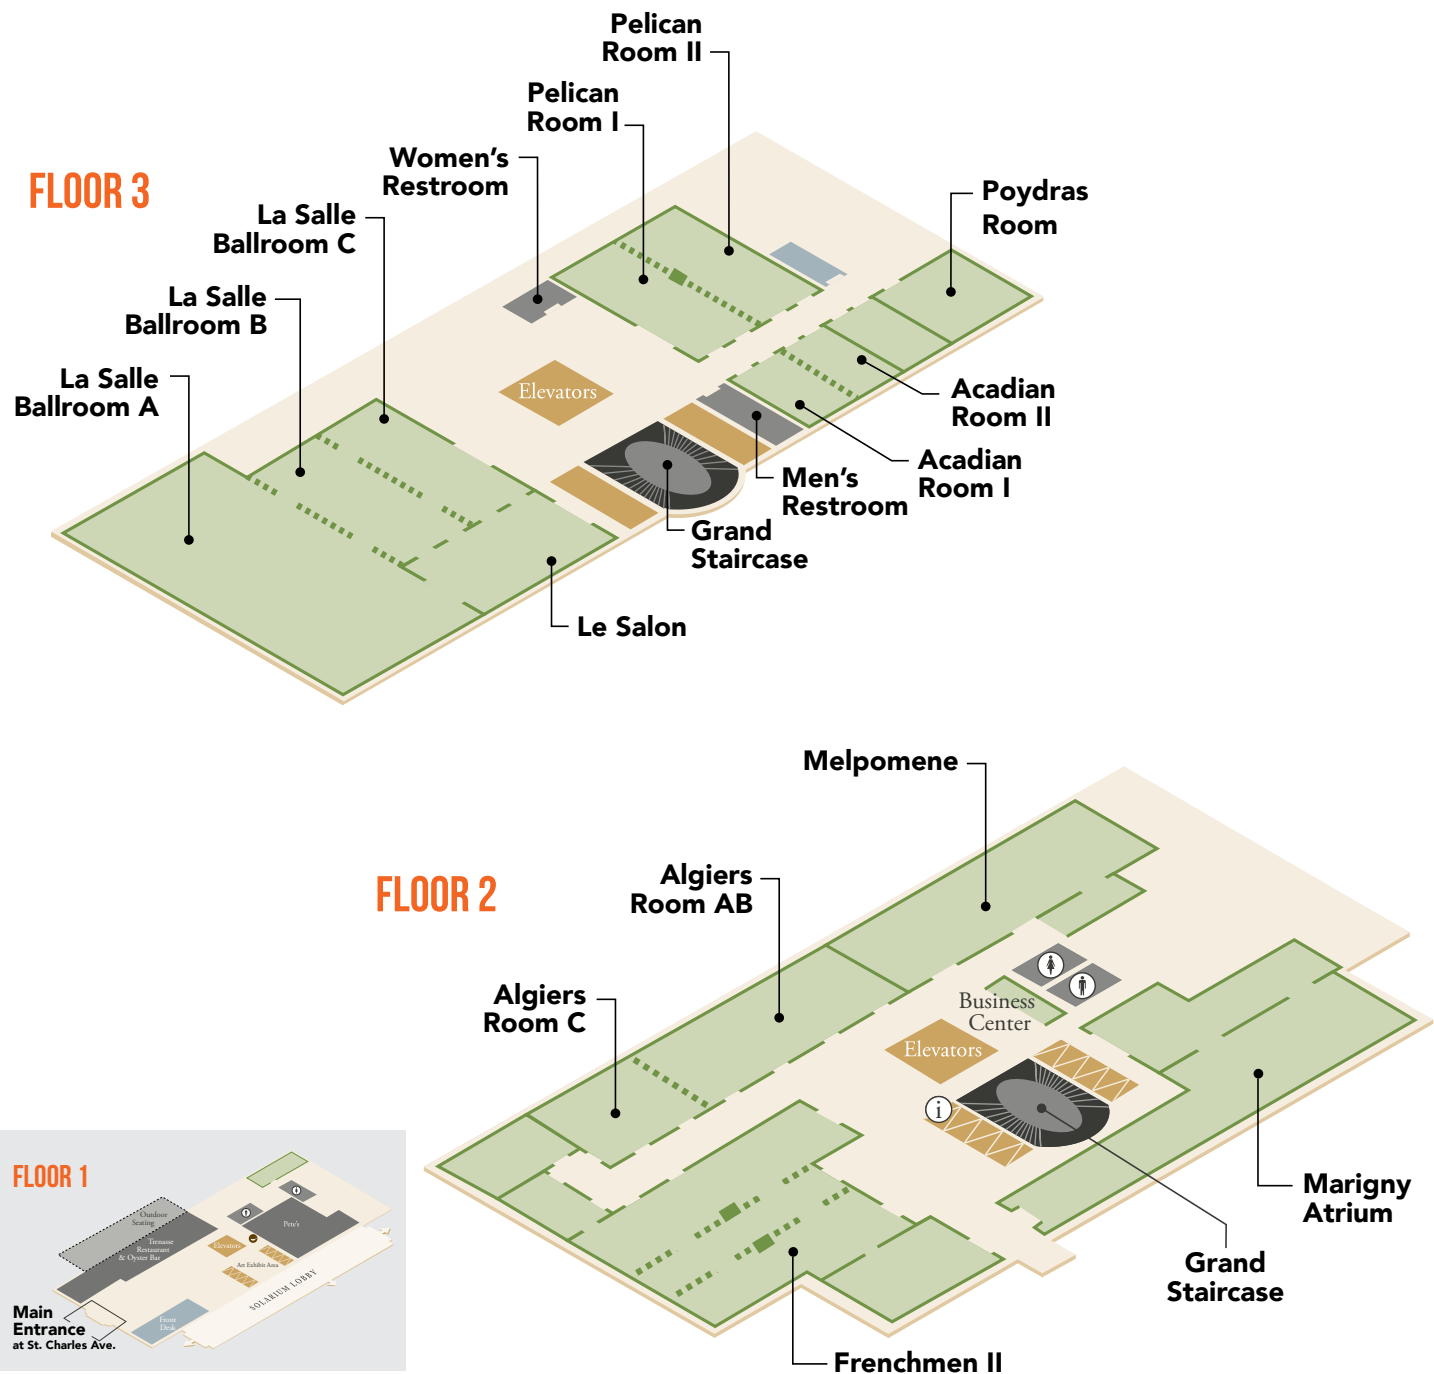 Pelican
Room II
Pelican
Room I
Women's
Restroom
FLOOR 3
La Salle
Ballroom C
Poydras
Room
La Salle
Ballroom B
La Salle
Ballroom A
Elevators
Acadian
Room II
Acadian
Room I
Men's
Restroom
Grand
Staircase
Le Salon
Melpomene
FLOOR 2
Algiers
Room AB
Algiers
Room C
Business
Center
Elevators
i
Marigny
Atrium
Grand
Staircase
Frenchmen II
FLOOR 1
Outdoor
Seating
Trenasse
Restaurant
& Oyster Bar
Pete's
Elevators
Art Exhibit Area
SOLARIUM LOBBY
Front
Desk
Main
Entrance
at St. Charles Ave.